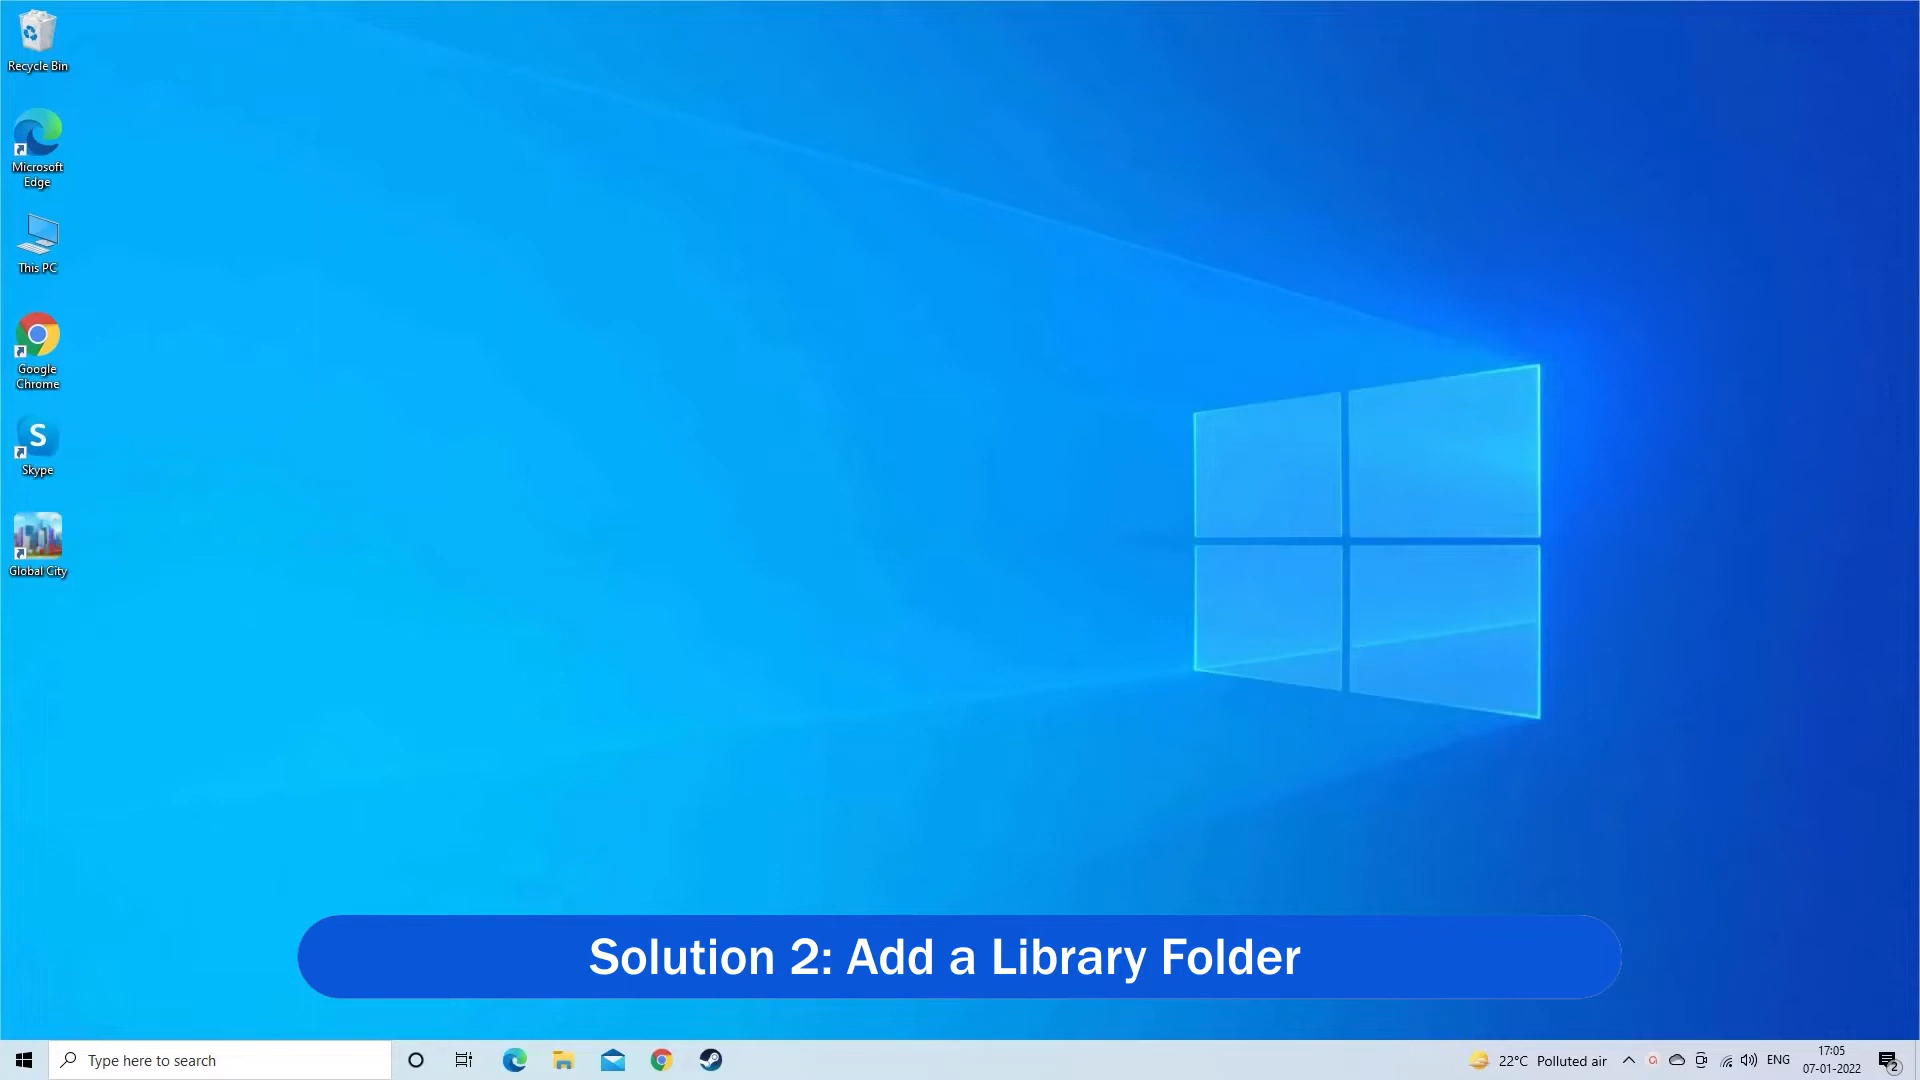 Recycle Bin
Microsoft
Edge
This PC
Google
Chrome
S
Skype
Global City
Solution 2: Add a Library Folder
Type here to search
22°C Polluted air
ENG
17:05
07-01-2022
2